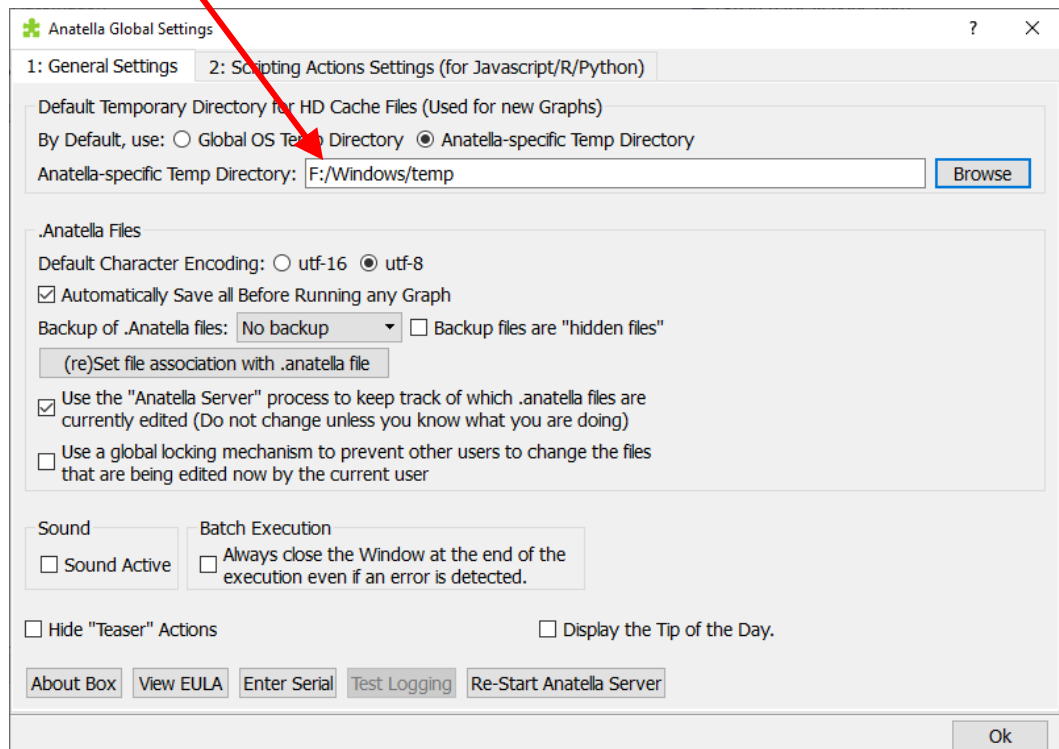 Anatella Global Settings ?
1: General Settings 2: Scripting Actions Settings (for Javascript/R/Python)
Default Temporary Directory for HD Cache Files (Used for new Graphs)
By Default, use: Global OS Temp Directory Anatella-specific Temp Directory
Anatella-specific Temp Directory: F:/Windows/temp Browse
.Anatella Files
Default Character Encoding: utf-16 utf-8
Automatically Save all Before Running any Graph
Backup of .Anatella files: No backup Backup files are "hidden files"
(re)Set file association with .anatella file
Use the "Anatella Server" process to keep track of which .anatella files are
currently edited (Do not change unless you know what you are doing)
Use a global locking mechanism to prevent other users to change the files
that are being edited now by the current user
Sound Batch Execution
Sound Active
Always close the Window at the end of the
execution even if an error is detected.
Hide "Teaser" Actions Display the Tip of the Day.
About Box View EULA Enter Serial Test Logging Re-Start Anatella Server
Ok